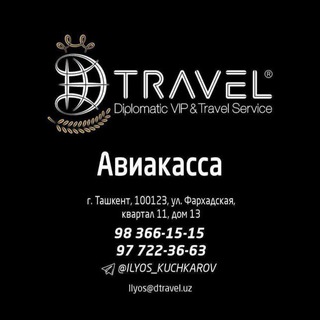 D TRAVEL®
Diplomatic VIP & Travel Service
Авиакасса
г. Ташкент, 100123, ул. Фархадская,
квартал 11, дом 13
98 366-15-15
97 722-36-63
@ILYOS_KUCHKAROV
Ilyos@dtravel.uz